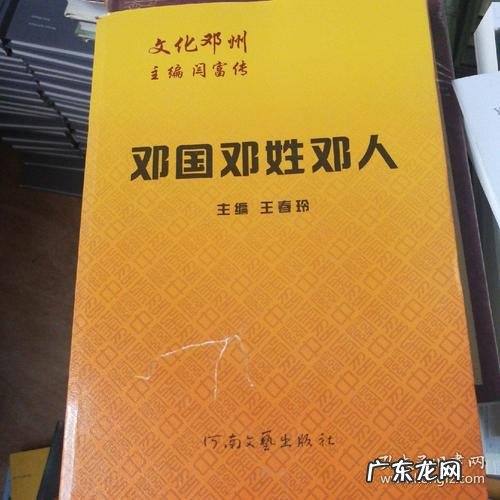 文化邓州
主编 闫富传
邓国邓姓邓人
主编 王春玲
河南文艺出版社
广东龙网